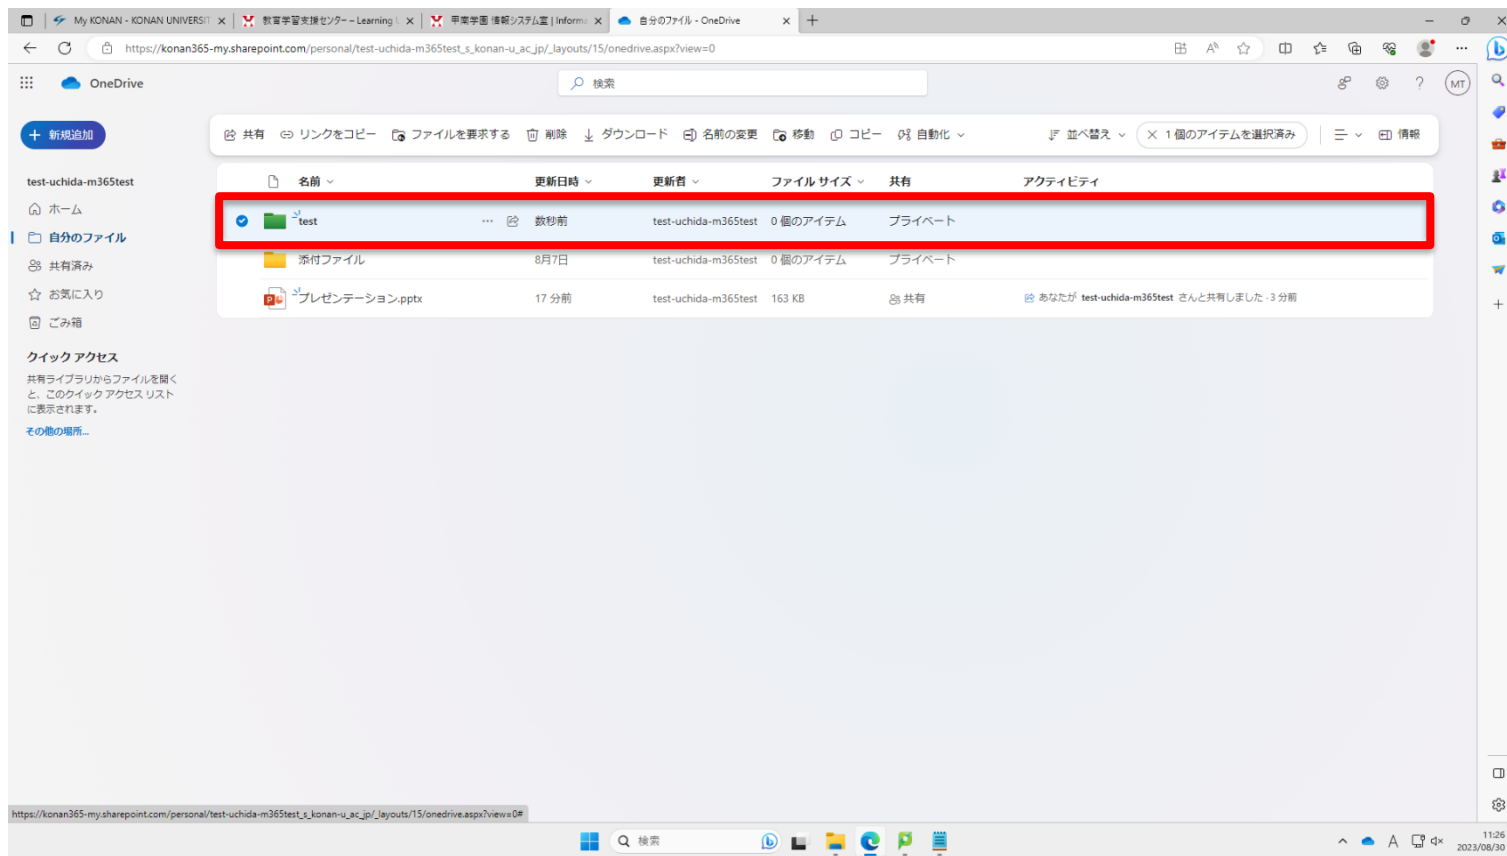 My KONAN - KONAN UNIVERSIT
教育学習支援センター – Learning
甲南学園 情報システム室 | Informa
自分のファイル - OneDrive
https://konan365-my.sharepoint.com/personal/test-uchida-m365test_s_konan-u_ac_jp/_layouts/15/onedrive.aspx?view=0
OneDrive
検索
MT
新規追加
共有 リンクをコピー ファイルを要求する 削除 ダウンロード 名前の変更 移動 コピー 自動化 並べ替え 1 個のアイテムを選択済み 情報
test-uchida-m365test
ホーム
自分のファイル
共有済み
お気に入り
ごみ箱
クイック アクセス
共有ライブラリからファイルを開く
と、このクイック アクセス リスト
に表示されます。
その他の場所...
名前 更新日時 更新者 ファイル サイズ 共有 アクティビティ
test ... 数秒前 test-uchida-m365test 0 個のアイテム プライベート
添付ファイル 8月7日 test-uchida-m365test 0 個のアイテム プライベート
プレゼンテーション.pptx 17 分前 test-uchida-m365test 163 KB 共有 あなたが test-uchida-m365test さんと共有しました - 3 分前
https://konan365-my.sharepoint.com/personal/test-uchida-m365test_s_konan-u_ac_jp/_layouts/15/onedrive.aspx?view=0#
検索
A
11:26
2023/08/30